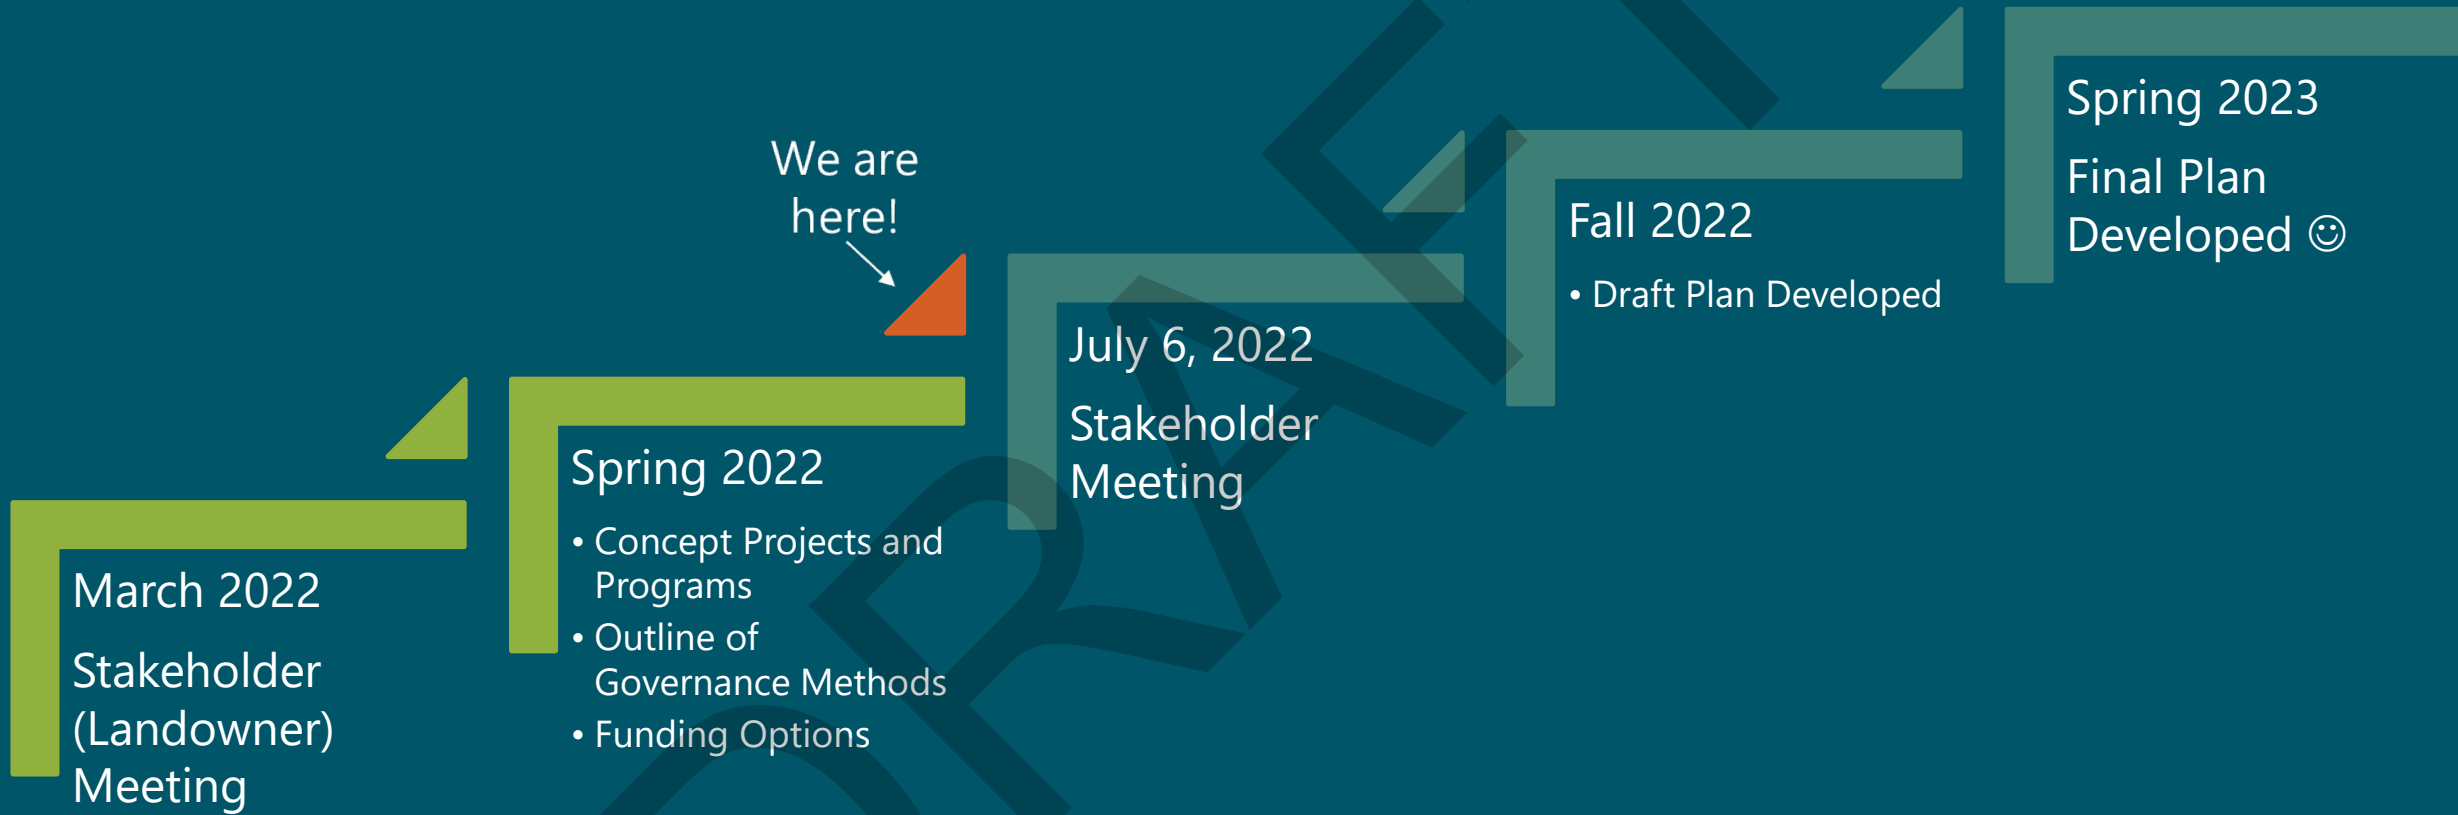 We are
here!
March 2022
Stakeholder
(Landowner)
Meeting
Spring 2022
• Concept Projects and
Programs
• Outline of
Governance Methods
• Funding Options
July 6, 2022
Stakeholder
Meeting
Fall 2022
• Draft Plan Developed
Spring 2023
Final Plan
Developed ☺
DRAFT